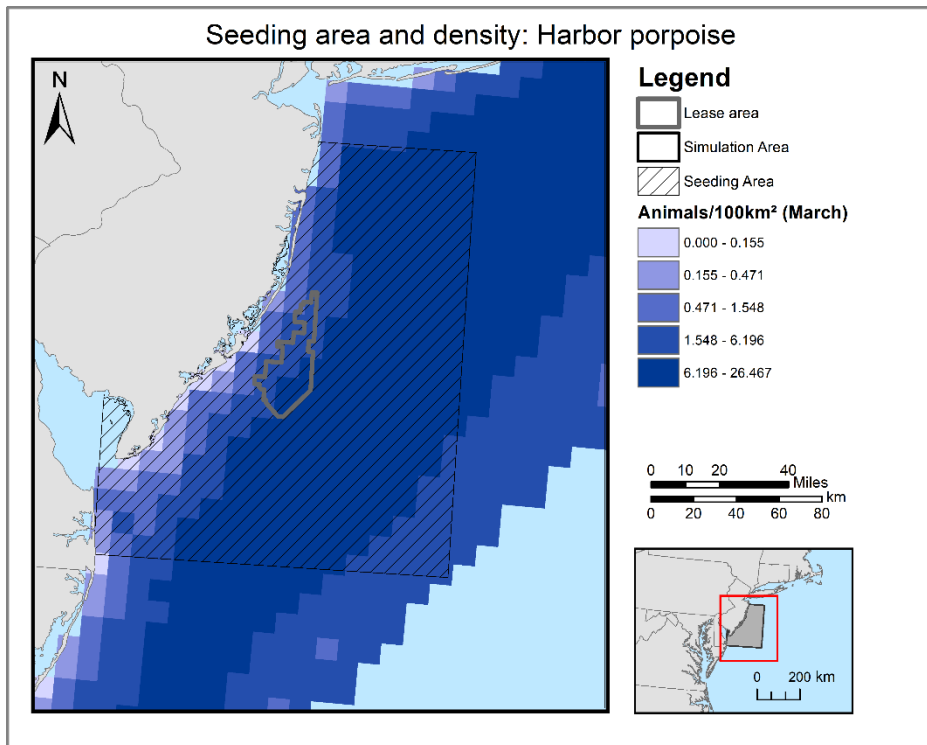 Seeding area and density: Harbor porpoise
N
Legend
Lease area
Simulation Area
Seeding Area
Animals/100km² (March)
0.000 - 0.155
0.155 - 0.471
0.471 - 1.548
1.548 - 6.196
6.196 - 26.467
0 10 20 40
Miles
km
0 20 40 60 80
0 200 km